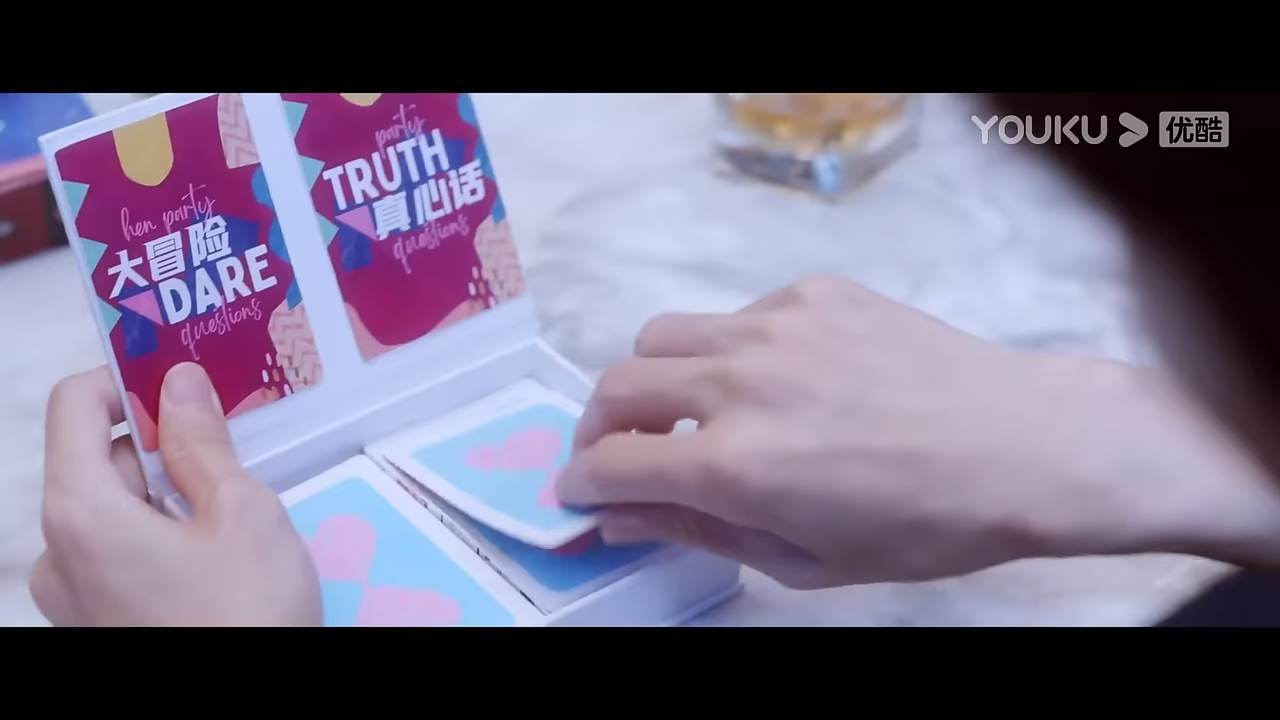 hen party
大冒险
DARE
questions
party
TRUTH
真心话
questions
YOUKU 优酷